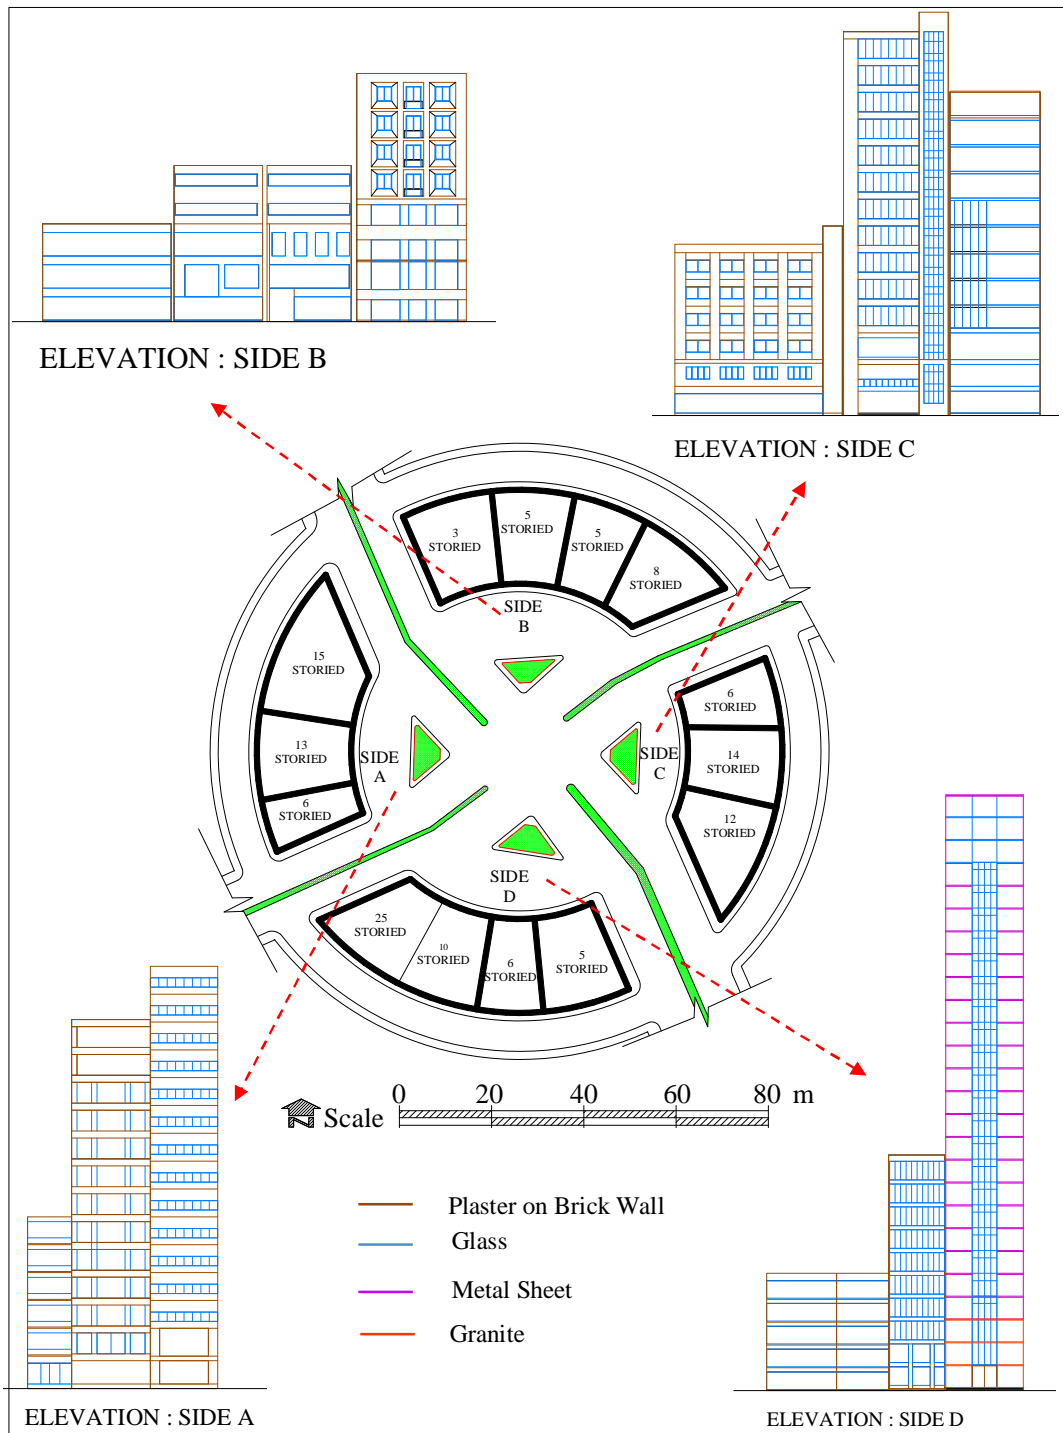 ELEVATION : SIDE B
ELEVATION : SIDE C
3
STORIED
5
STORIED
5
STORIED
8
STORIED
SIDE
B
15
STORIED
13
STORIED
6
STORIED
SIDE
A
SIDE
C
6
STORIED
14
STORIED
12
STORIED
SIDE
D
25
STORIED
10
STORIED
6
STORIED
5
STORIED
N Scale 0 20 40 60 80 m
Plaster on Brick Wall
Glass
Metal Sheet
Granite
ELEVATION : SIDE A
ELEVATION : SIDE D